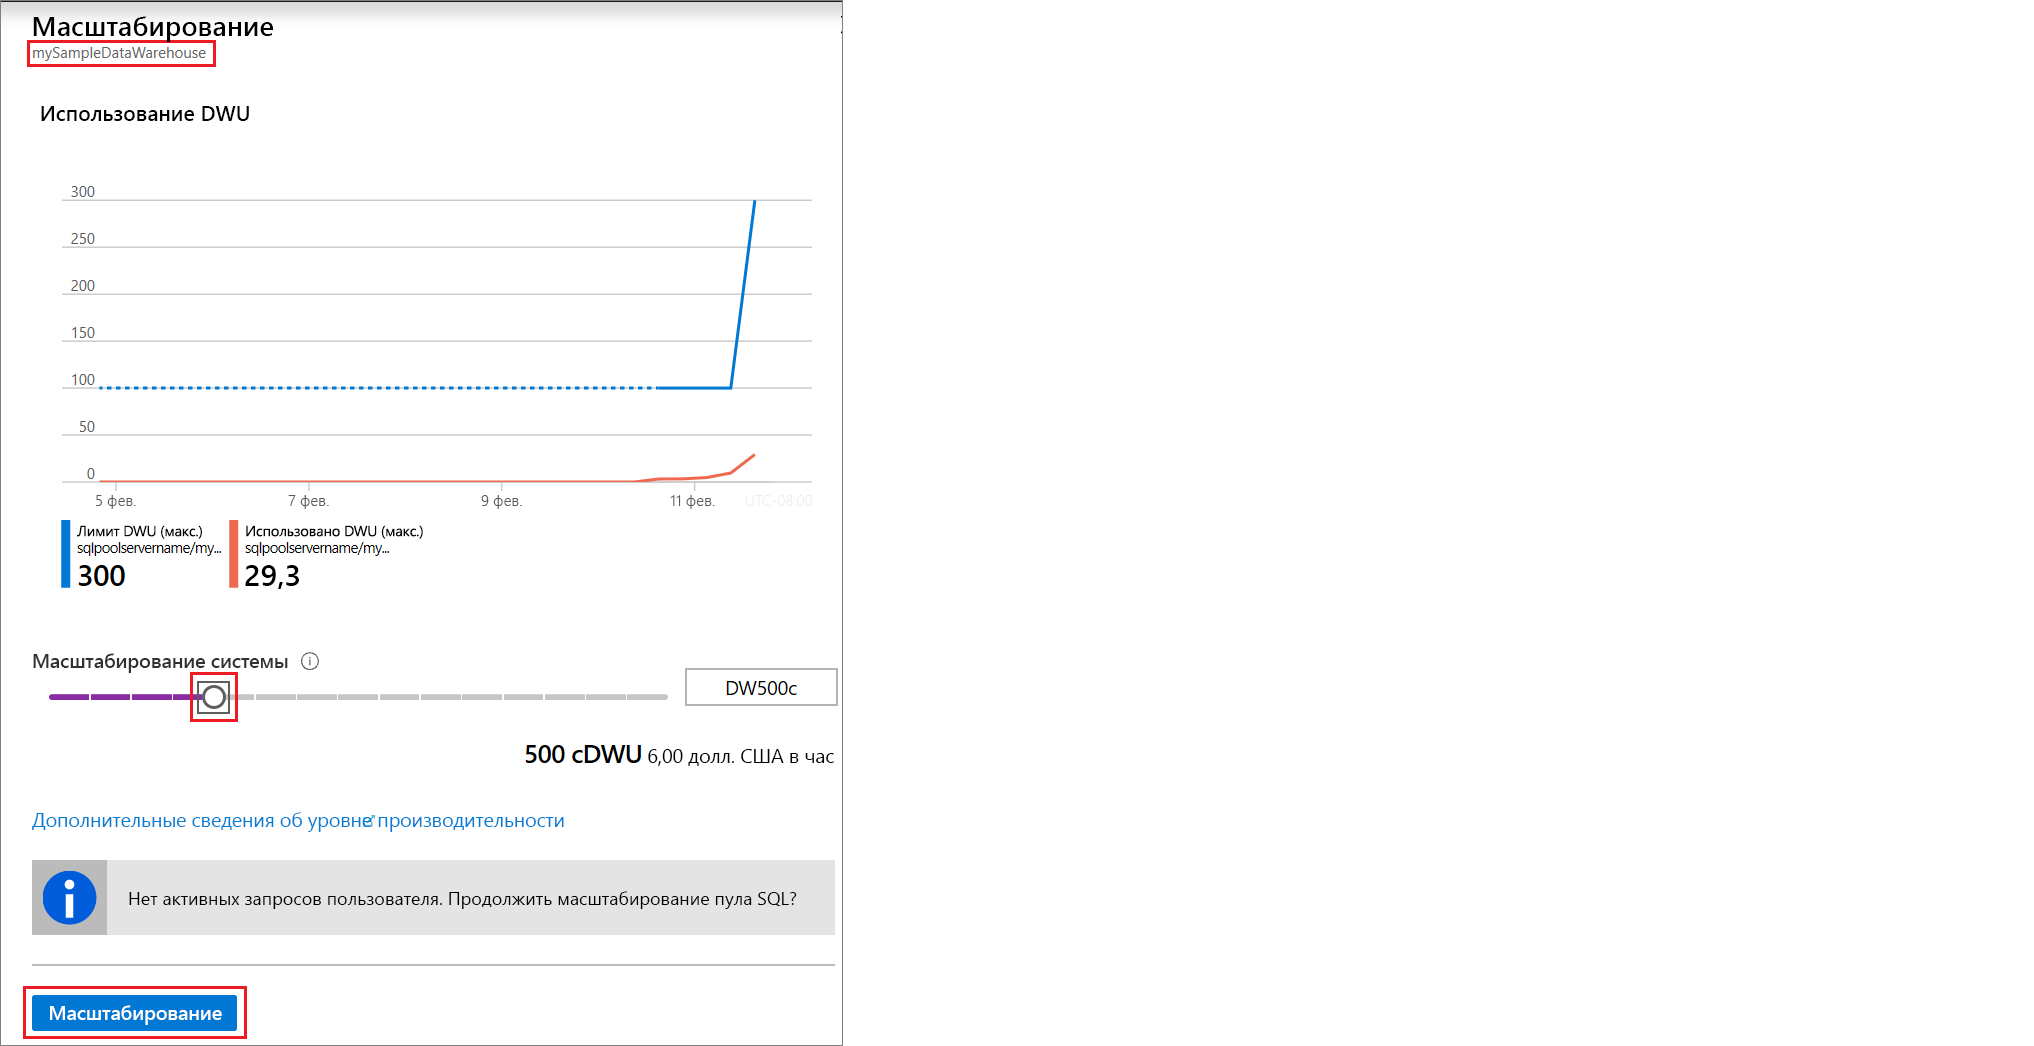 Масштабирование
mySampleDataWarehouse
Использование DWU
300
250
200
150
100
50
0
5 фев. 7 фев. 9 фев. 11 фев. UTC-08:00
Лимит DWU (макс.)
sqlpoolservername/my...
300
Использовано DWU (макс.)
sqlpoolservername/my...
29,3
Масштабирование системы
DW500c
500 cDWU 6,00 долл. США в час
Дополнительные сведения об уровне производительности
Нет активных запросов пользователя. Продолжить масштабирование пула SQL?
Масштабирование